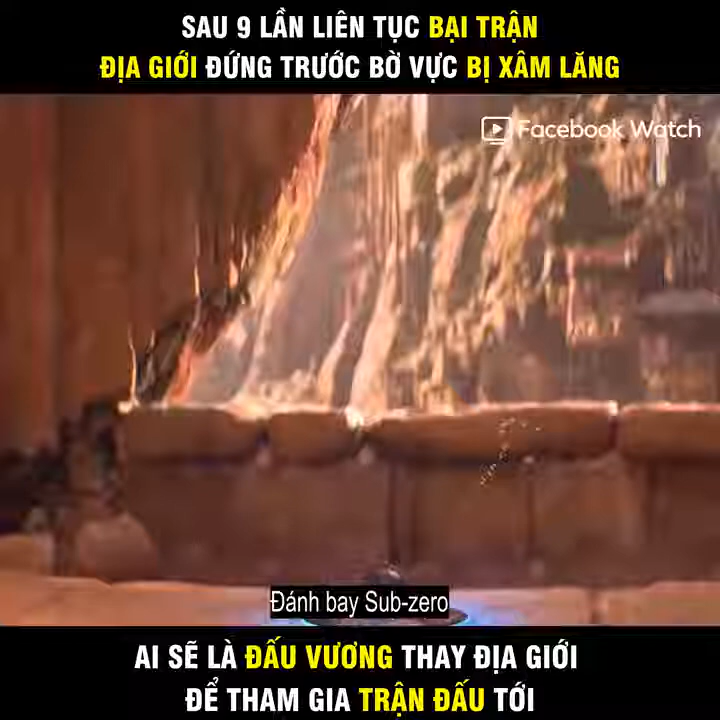 SAU 9 LẦN LIÊN TỤC BẠI TRẬN
ĐỊA GIỚI ĐỨNG TRƯỚC BỜ VỰC BỊ XÂM LĂNG
Facebook Watch
Đánh bay Sub-zero
AI SẼ LÀ ĐẤU VƯƠNG THAY ĐỊA GIỚI
ĐỂ THAM GIA TRẬN ĐẤU TỚI